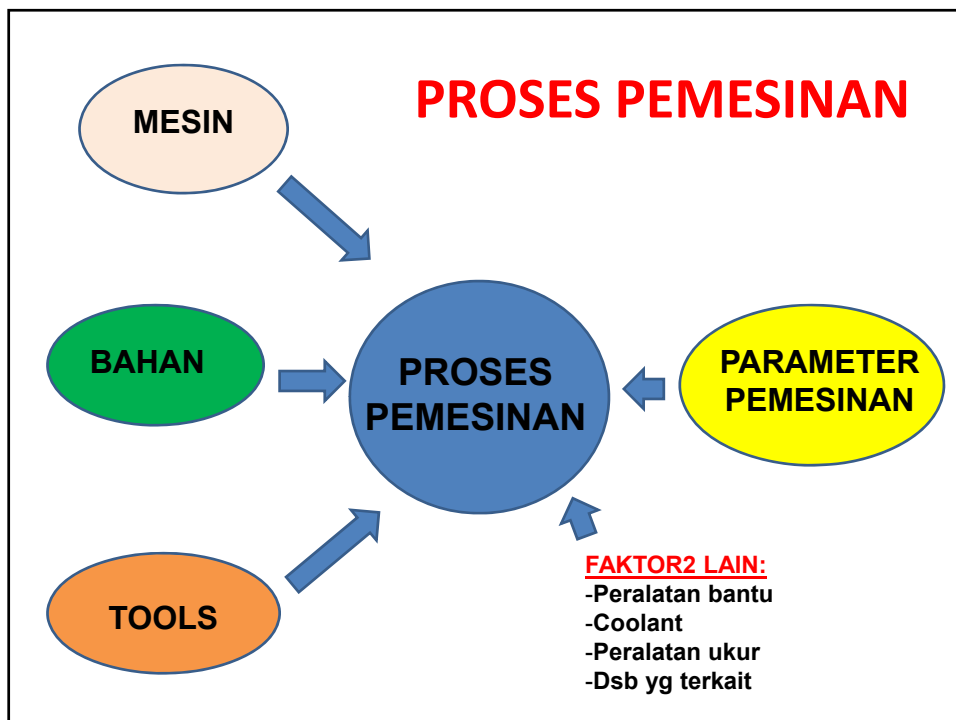 PROSES PEMESINAN
MESIN
BAHAN
TOOLS
PROSES
PEMESINAN
PARAMETER
PEMESINAN
FAKTOR2 LAIN:
-Peralatan bantu
-Coolant
-Peralatan ukur
-Dsb yg terkait